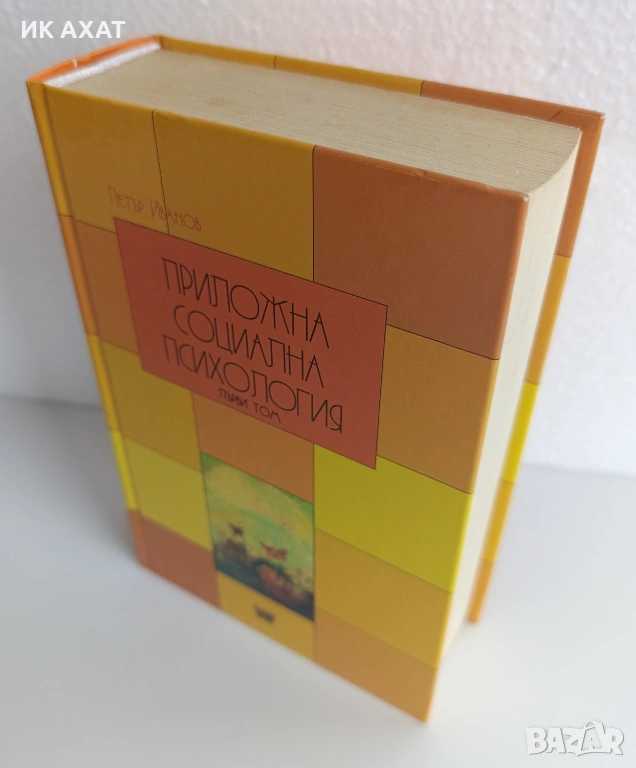 ИК АХАТ
Петър Иванов
ПРИЛОЖНА
СОЦИАЛНА
ПСИХОЛОГИЯ
ПЪРВИ ТОМ
BAZAR